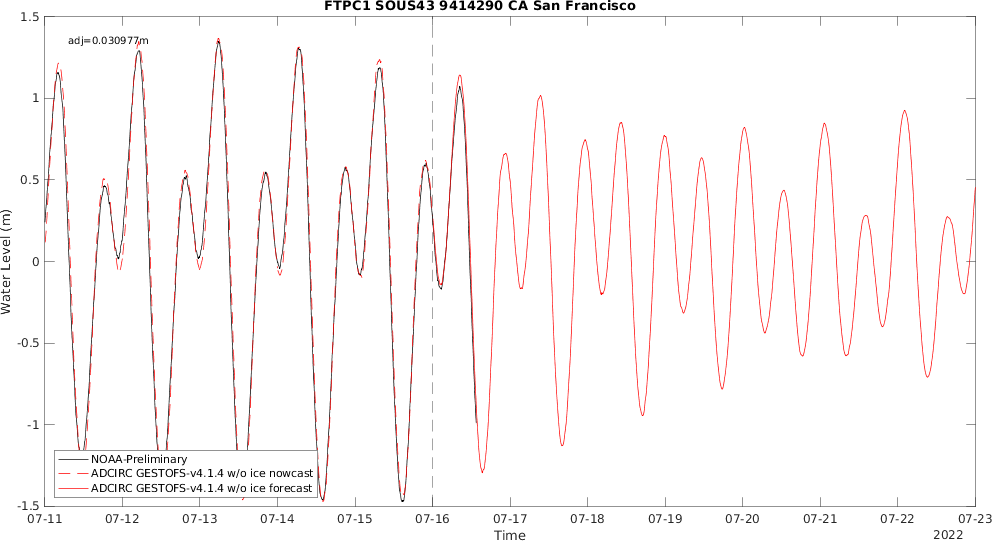 FTPC1 SOUS43 9414290 CA San Francisco
adj=0.030977m
1.5
1
0.5
0
-0.5
-1
-1.5
Water Level (m)
NOAA-Preliminary
ADCIRC GESTOFS-v4.1.4 w/o ice nowcast
ADCIRC GESTOFS-v4.1.4 w/o ice forecast
07-11 07-12 07-13 07-14 07-15 07-16 07-17 07-18 07-19 07-20 07-21 07-22 07-23
Time
2022